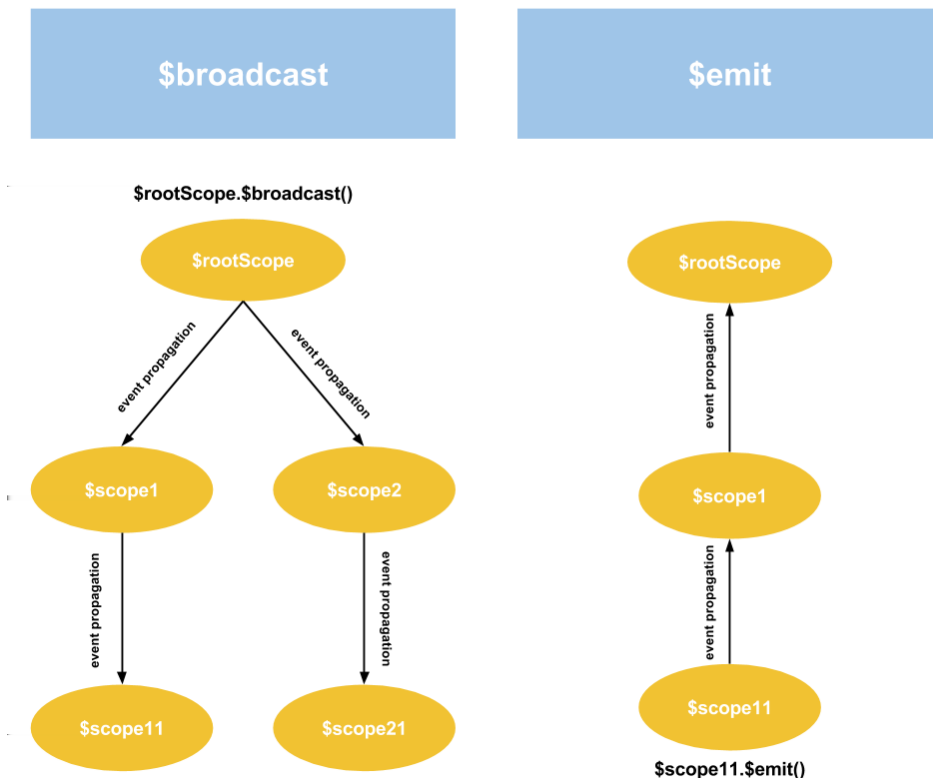 $broadcast
$emit
$rootScope.$broadcast()
$rootScope
event propagation
event propagation
$scope1
$scope2
event propagation
event propagation
$scope11
$scope21
$rootScope
event propagation
$scope1
event propagation
$scope11
$scope11.$emit()